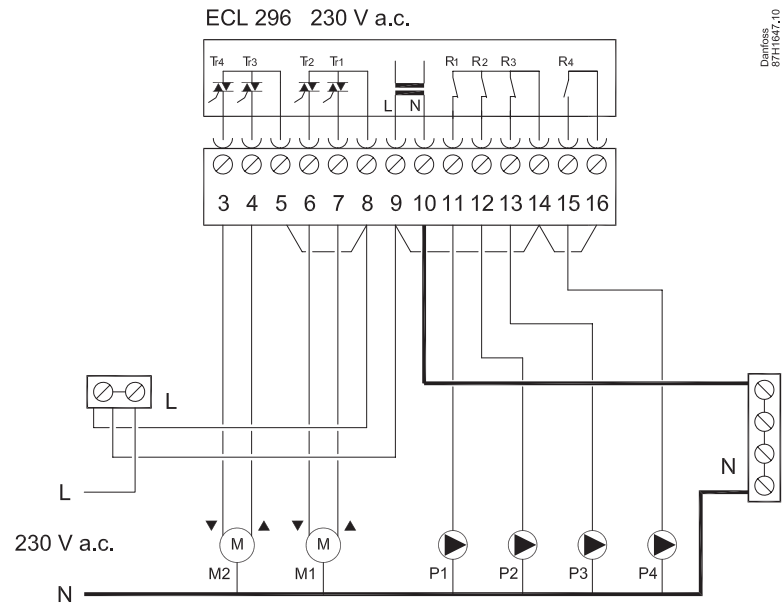 ECL 296 230 V a.c.
Danfoss
87H1647.10
Tr4 Tr3 Tr2 Tr1 R1 R2 R3 R4
L N
3 4 5 6 7 8 9 10 11 12 13 14 15 16
L
N
L
230 V a.c.
M M
M2 M1 P1 P2 P3 P4
N